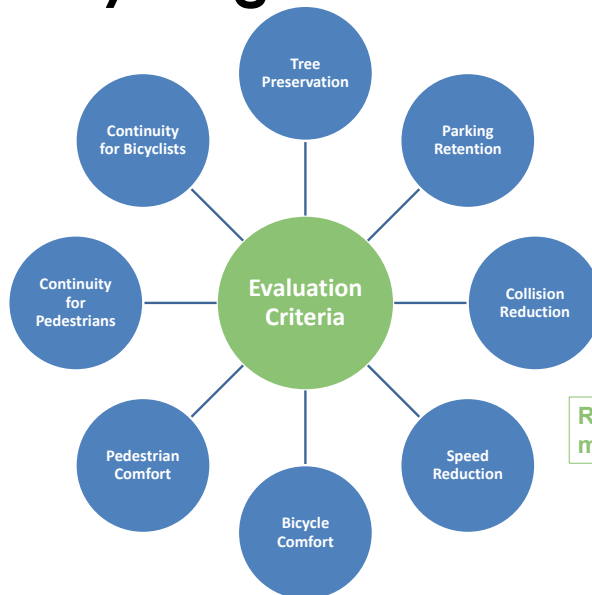 Tree
Preservation
Parking
Retention
Collision
Reduction
Speed
Reduction
Bicycle
Comfort
Pedestrian
Comfort
Continuity
for
Pedestrians
Continuity
for Bicyclists
Evaluation
Criteria